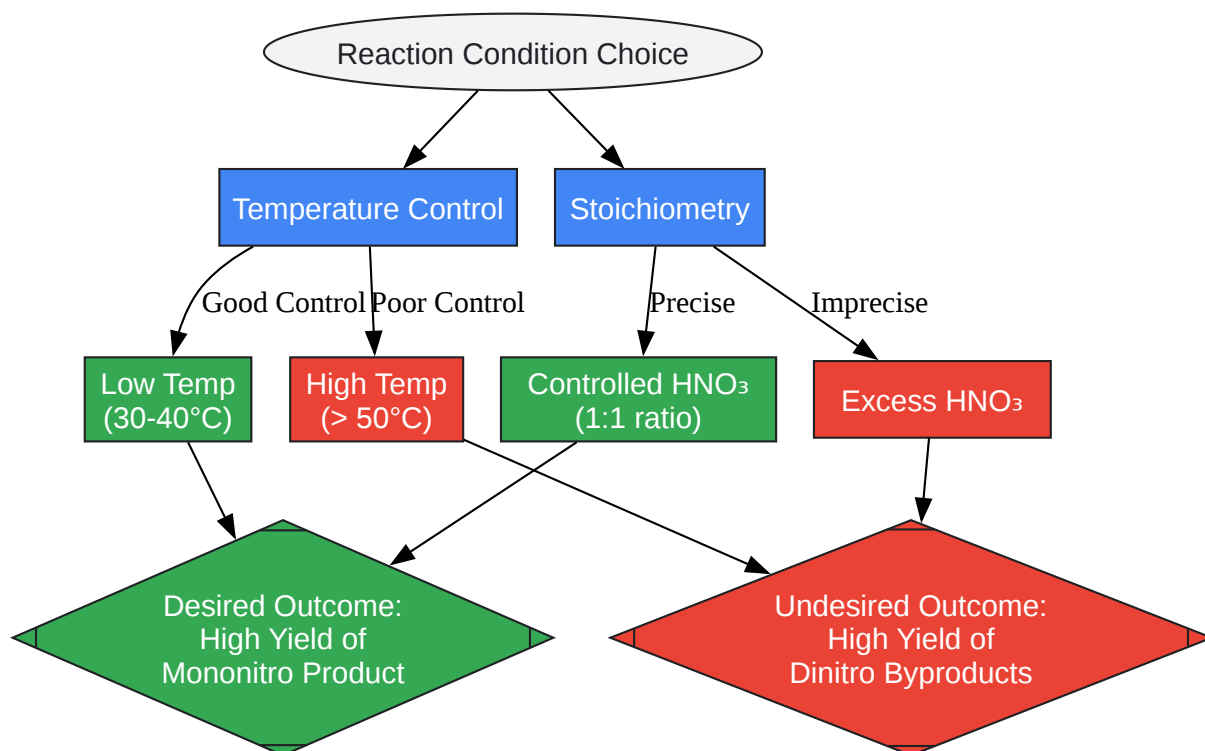 Reaction Condition Choice
Temperature Control
Stoichiometry
Good Control
Poor Control
Precise
Imprecise
Low Temp
(30-40°C)
High Temp
(> 50°C)
Controlled HNO₃
(1:1 ratio)
Excess HNO₃
Desired Outcome:
High Yield of
Mononitro Product
Undesired Outcome:
High Yield of
Dinitro Byproducts